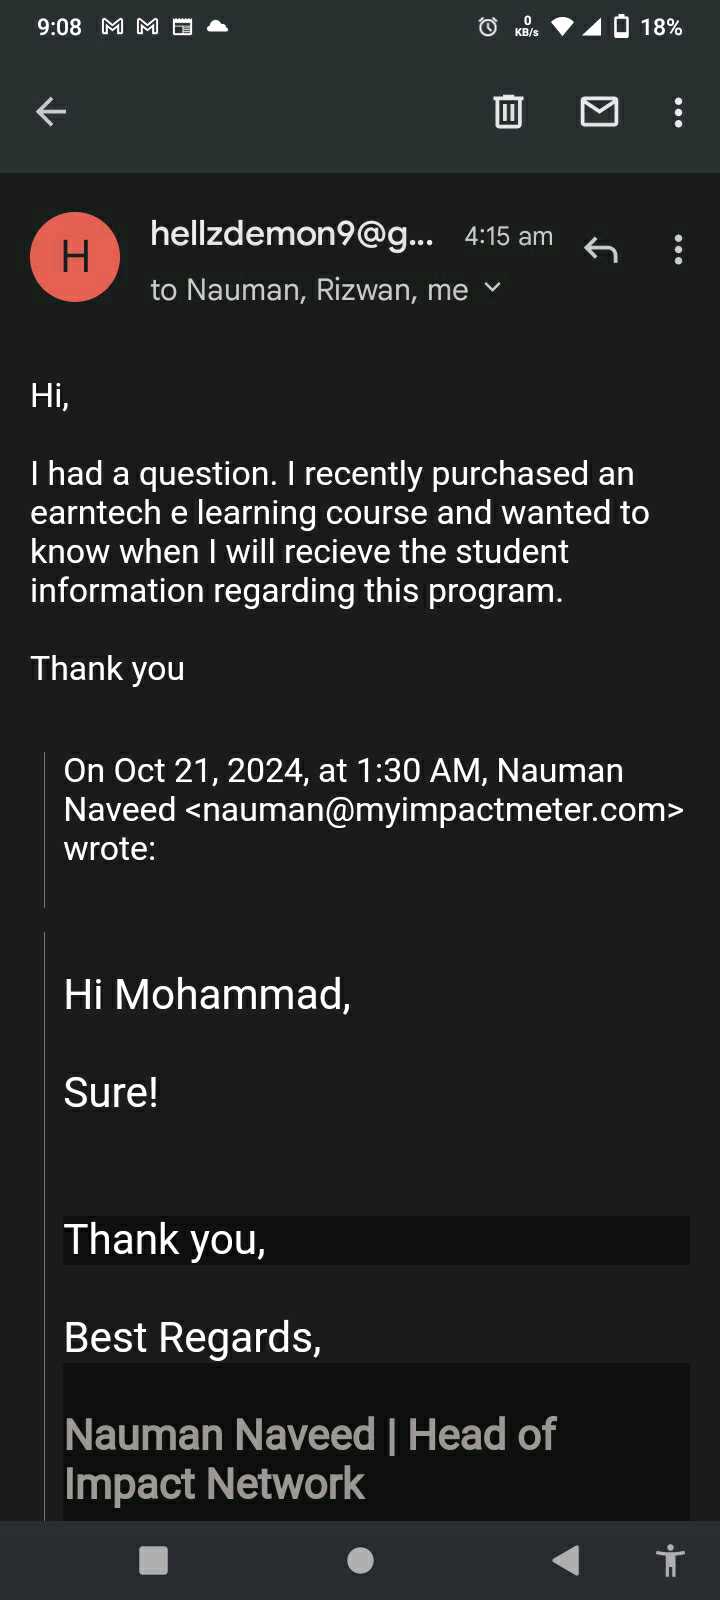 9:08
0
KB/s
18%
H
hellzdemon9@g...
4:15 am
to Nauman, Rizwan, me
Hi,
I had a question. I recently purchased an
earntech e learning course and wanted to
know when I will recieve the student
information regarding this program.
Thank you
On Oct 21, 2024, at 1:30 AM, Nauman
Naveed <nauman@myimpactmeter.com>
wrote:
Hi Mohammad,
Sure!
Thank you,
Best Regards,
Nauman Naveed | Head of
Impact Network